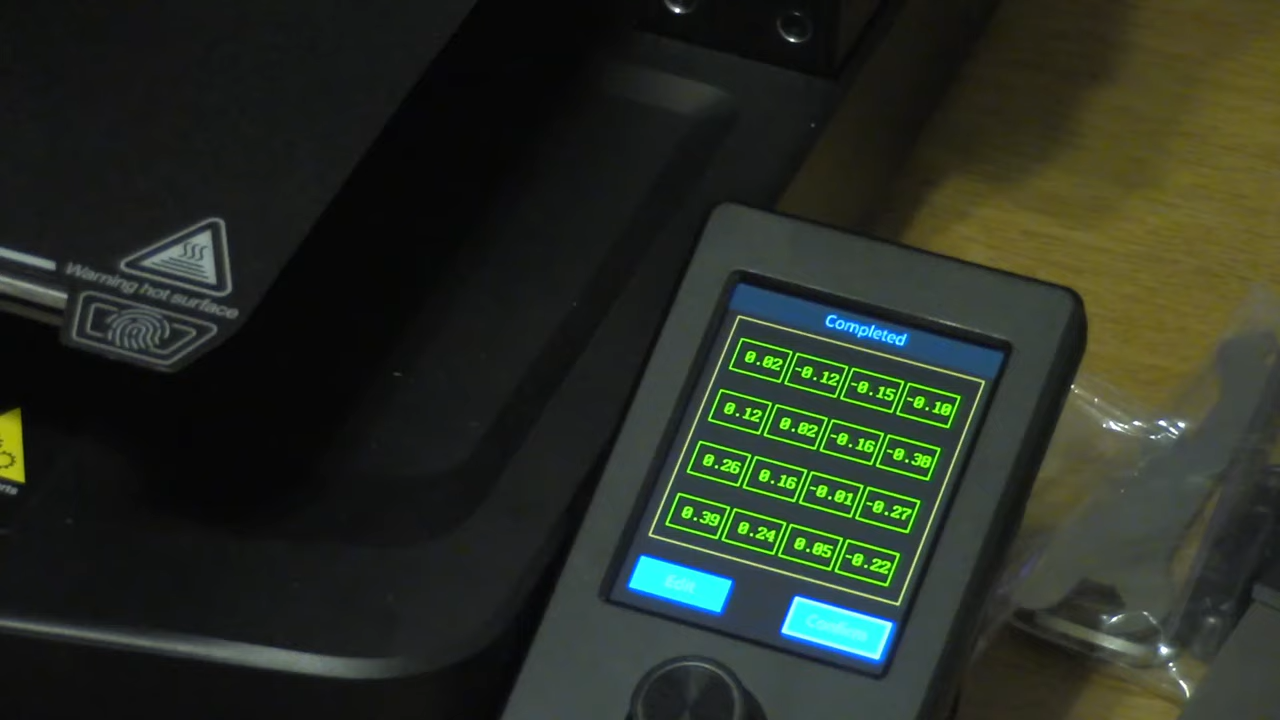 Completed
0.02 -0.12 -0.15 -0.10
0.12 0.02 -0.16 -0.30
0.26 0.16 -0.01 -0.27
0.39 0.24 0.05 -0.22
Edit
Confirm
Warning hot surface